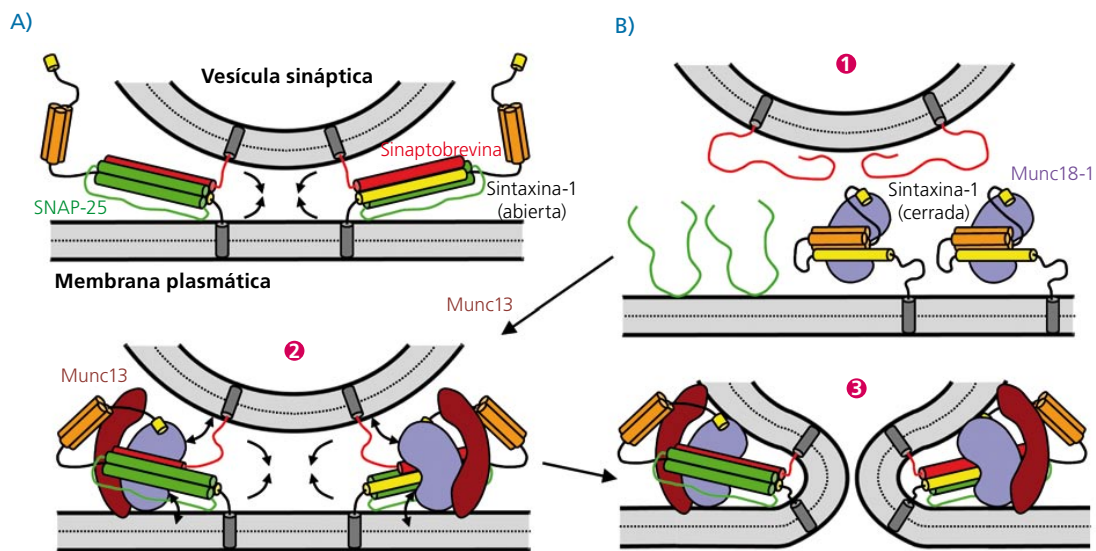 A)
Vesícula sináptica
Sinaptobrevina
SNAP-25
Sintaxina-1
(abierta)
Membrana plasmática
B)
1
Sintaxina-1
(cerrada)
Munc18-1
Munc13
2
Munc13
3